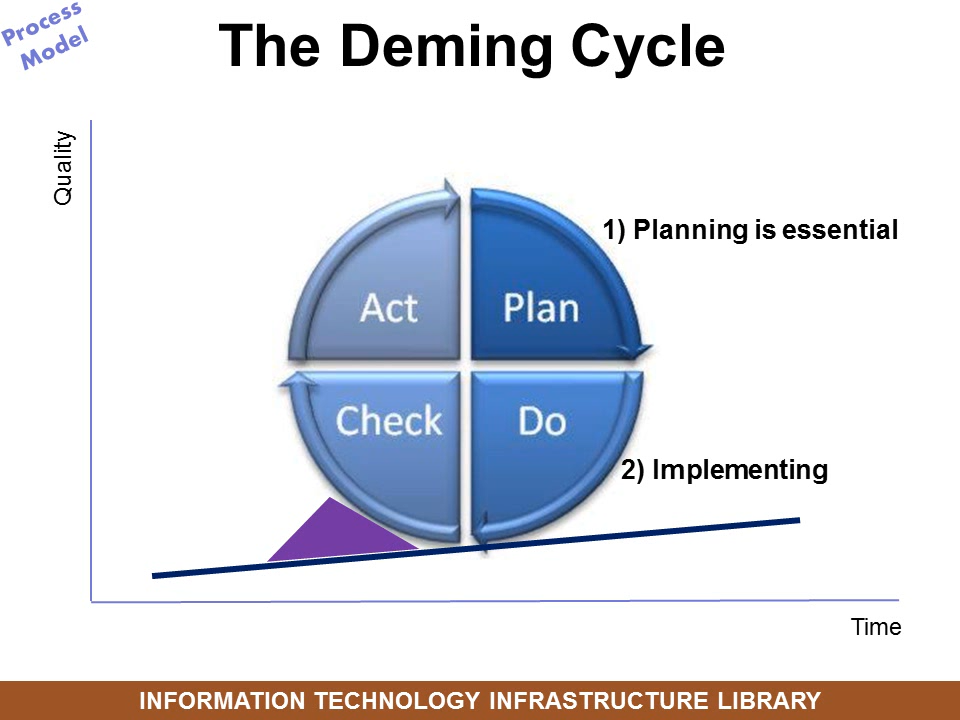 Process
Model
The Deming Cycle
Quality
1) Planning is essential
Act
Plan
Check
Do
2) Implementing
Time
INFORMATION TECHNOLOGY INFRASTRUCTURE LIBRARY